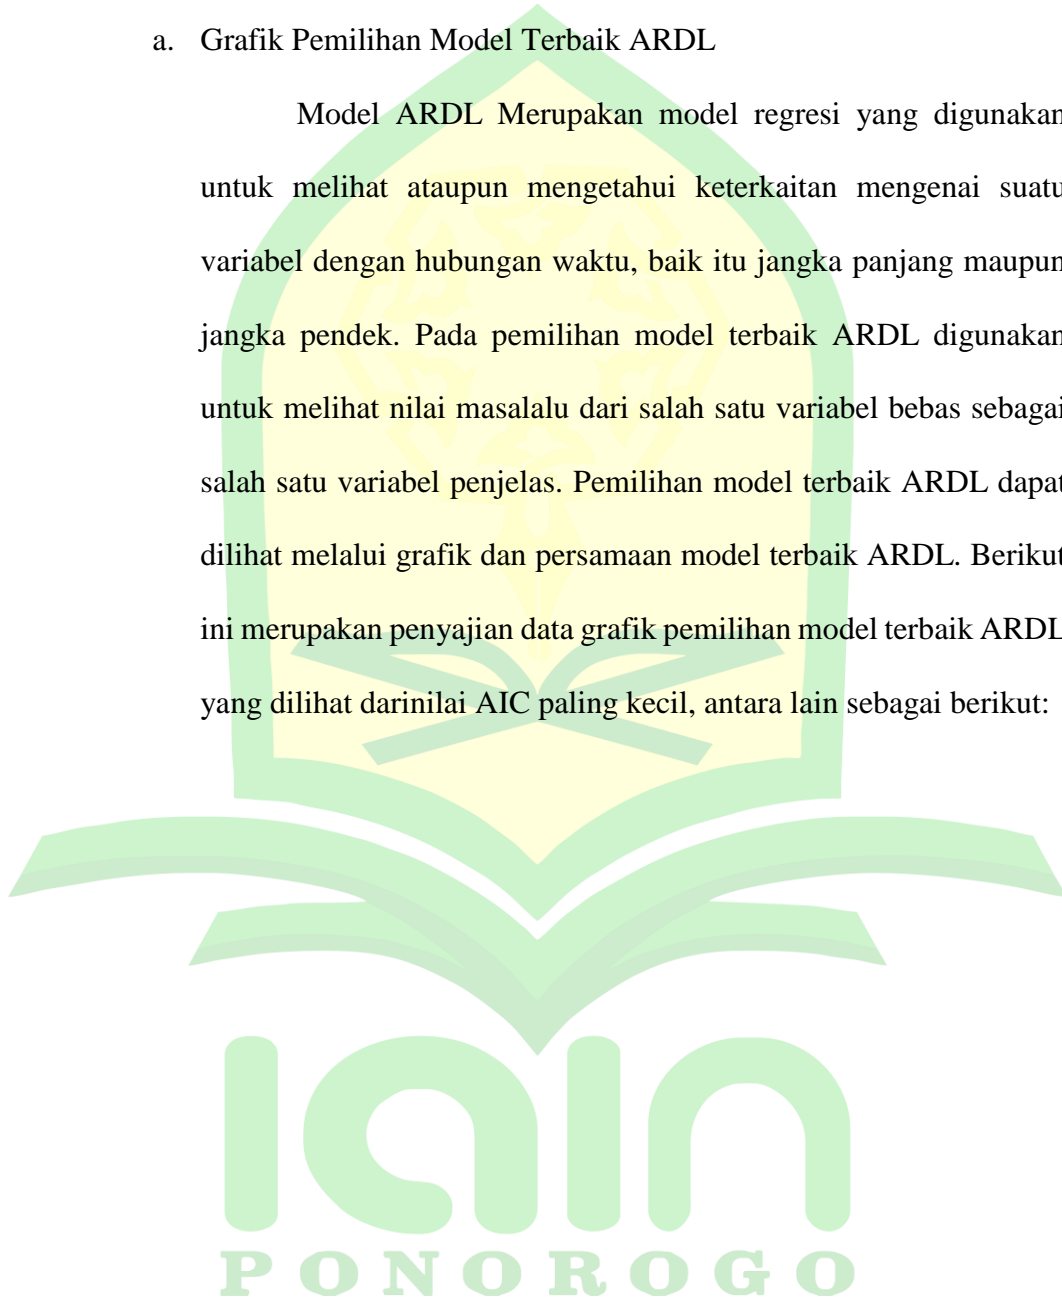 a. Grafik Pemilihan Model Terbaik ARDL
Model ARDL Merupakan model regresi yang digunakan
untuk melihat ataupun mengetahui keterkaitan mengenai suatu
variabel dengan hubungan waktu, baik itu jangka panjang maupun
jangka pendek. Pada pemilihan model terbaik ARDL digunakan
untuk melihat nilai masalalu dari salah satu variabel bebas sebagai
salah satu variabel penjelas. Pemilihan model terbaik ARDL dapat
dilihat melalui grafik dan persamaan model terbaik ARDL. Berikut
ini merupakan penyajian data grafik pemilihan model terbaik ARDL
yang dilihat darinilai AIC paling kecil, antara lain sebagai berikut:
IAIN
PONOROGO